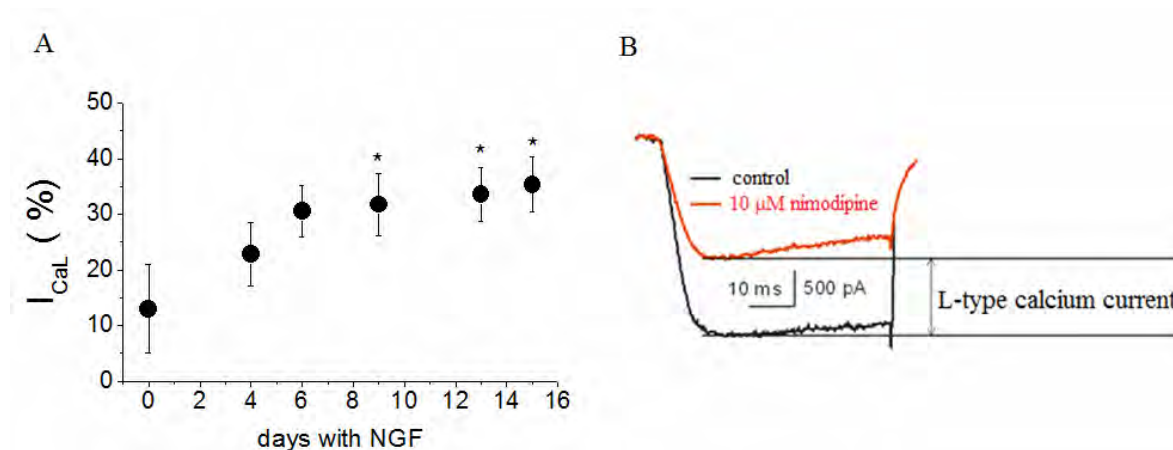 A
50
40
30
20
10
0
I_CaL ( %)
0 2 4 6 8 10 12 14 16
days with NGF
* * *
B
control
10 µM nimodipine
10 ms 500 pA
L-type calcium current